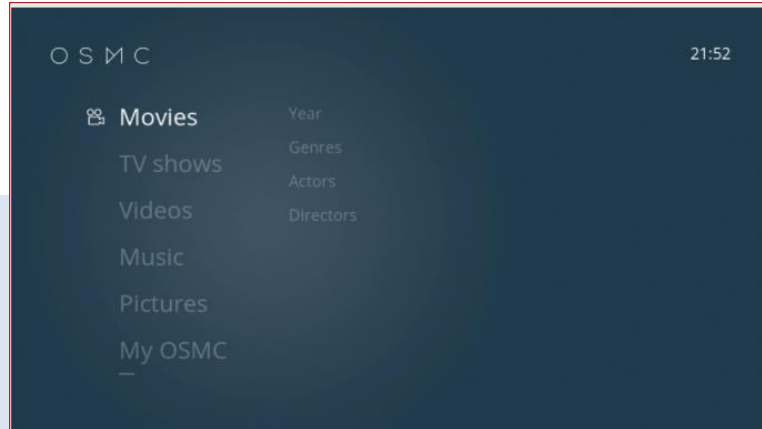 OSMC
21:52
Movies
TV shows
Videos
Music
Pictures
My OSMC
Year
Genres
Actors
Directors